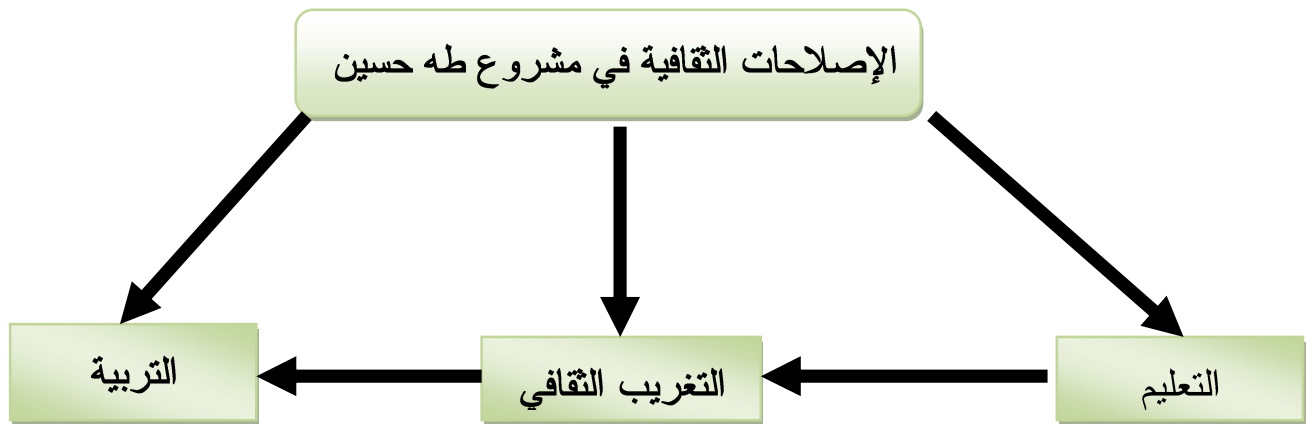 الإصلاحات الثقافية في مشروع طه حسين
التعليم
التغريب الثقافي
التربية